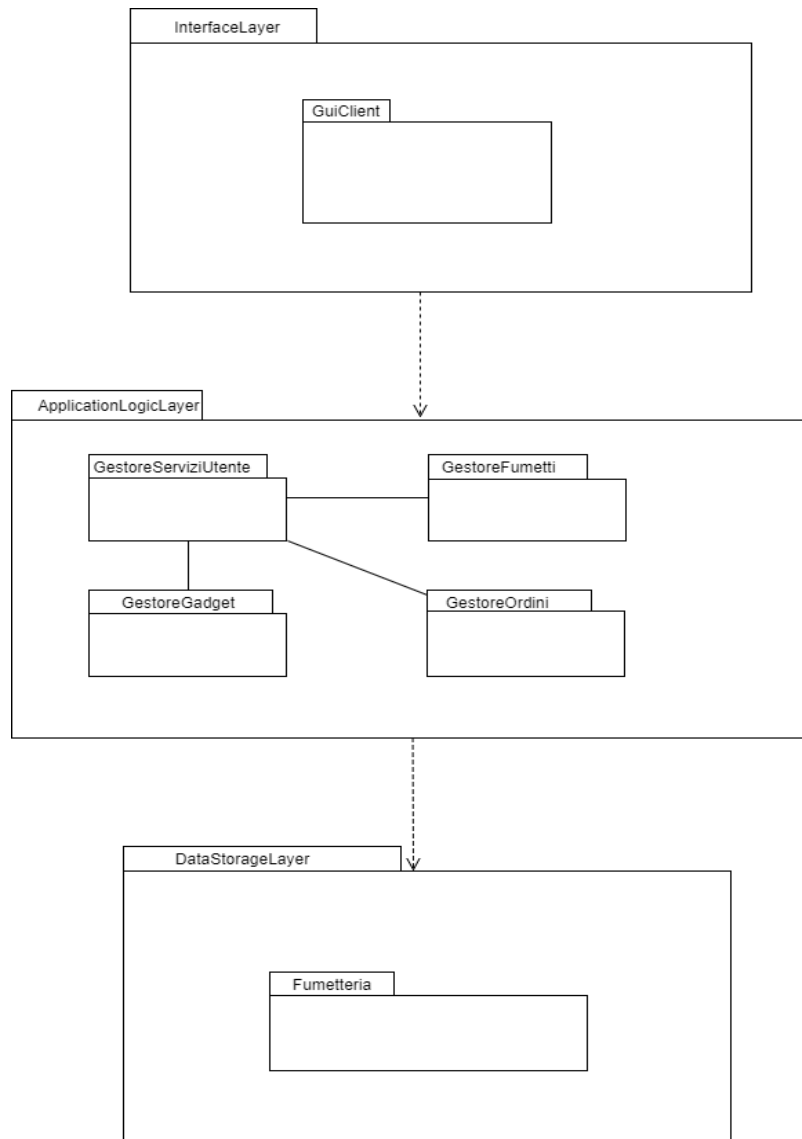 InterfaceLayer
GuiClient
ApplicationLogicLayer
GestoreServiziUtente
GestoreFumetti
GestoreGadget
GestoreOrdini
DataStorageLayer
Fumetteria